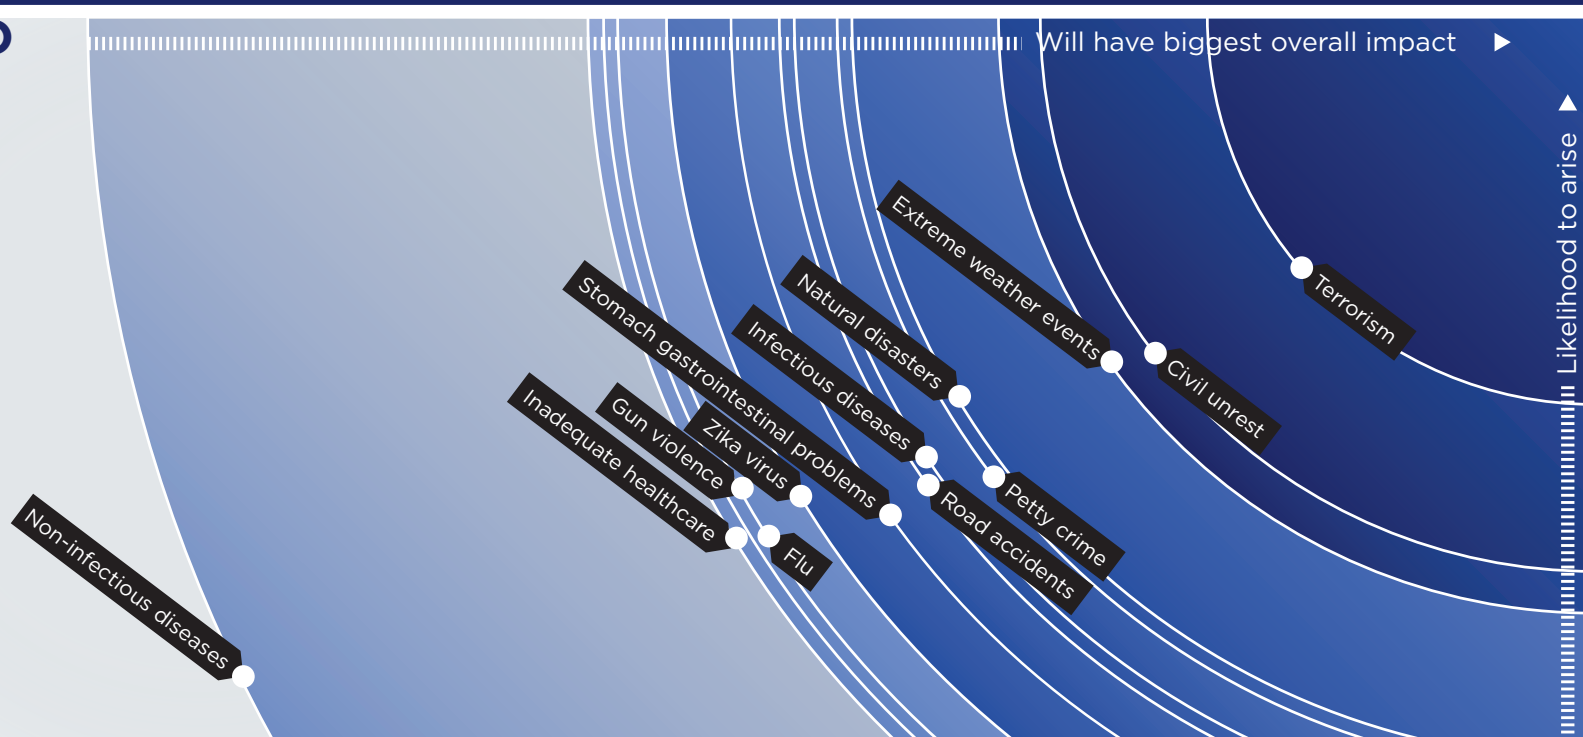 Will have biggest overall impact
Likelihood to arise
Extreme weather events
Terrorism
Natural disasters
Civil unrest
Stomach gastrointestinal problems
Infectious diseases
Gun violence
Zika virus
Inadequate healthcare
Petty crime
Road accidents
Flu
Non-infectious diseases